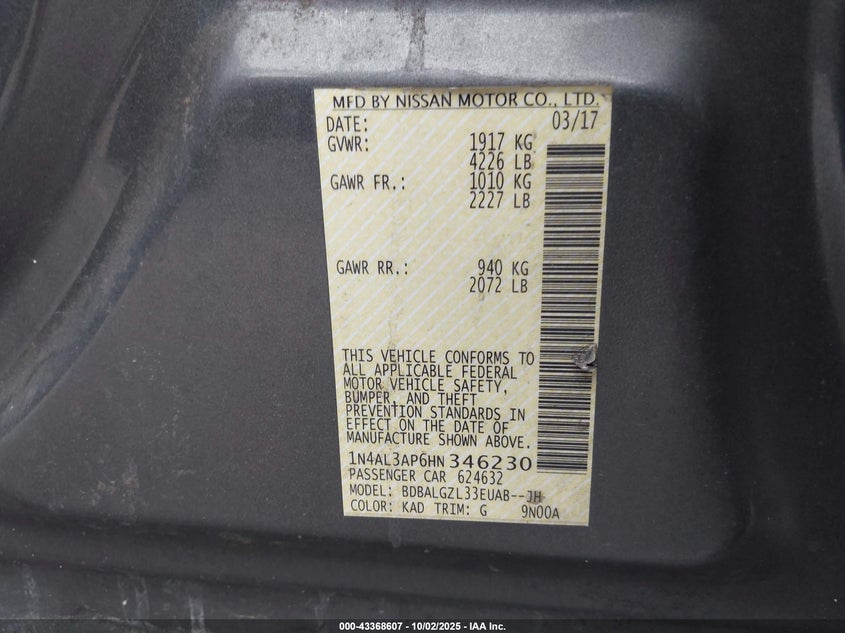 MFD BY NISSAN MOTOR CO., LTD.
DATE: 03/17
GVWR: 1917 KG
4226 LB
GAWR FR.: 1010 KG
2227 LB
GAWR RR.: 940 KG
2072 LB
THIS VEHICLE CONFORMS TO
ALL APPLICABLE FEDERAL
MOTOR VEHICLE SAFETY,
BUMPER, AND THEFT
PREVENTION STANDARDS IN
EFFECT ON THE DATE OF
MANUFACTURE SHOWN ABOVE.
1N4AL3AP6HN346230
PASSENGER CAR 624632
MODEL: BDBALGZL33EUAB--JH
COLOR: KAD TRIM: G 9N00A
000-43368607 - 10/02/2025 - IAA Inc.